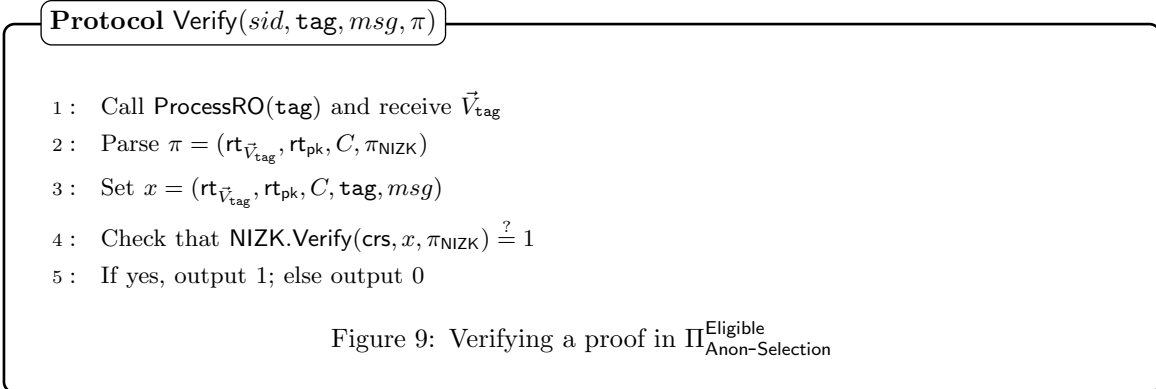 Protocol Verify(sid, tag, msg, π)
1 : Call ProcessRO(tag) and receive V⃗_tag
2 : Parse π = (rt_V⃗_tag, rt_pk, C, π_NIZK)
3 : Set x = (rt_V⃗_tag, rt_pk, C, tag, msg)
4 : Check that NIZK.Verify(crs, x, π_NIZK) ≟ 1
5 : If yes, output 1; else output 0
Figure 9: Verifying a proof in Π^Eligible_Anon-Selection